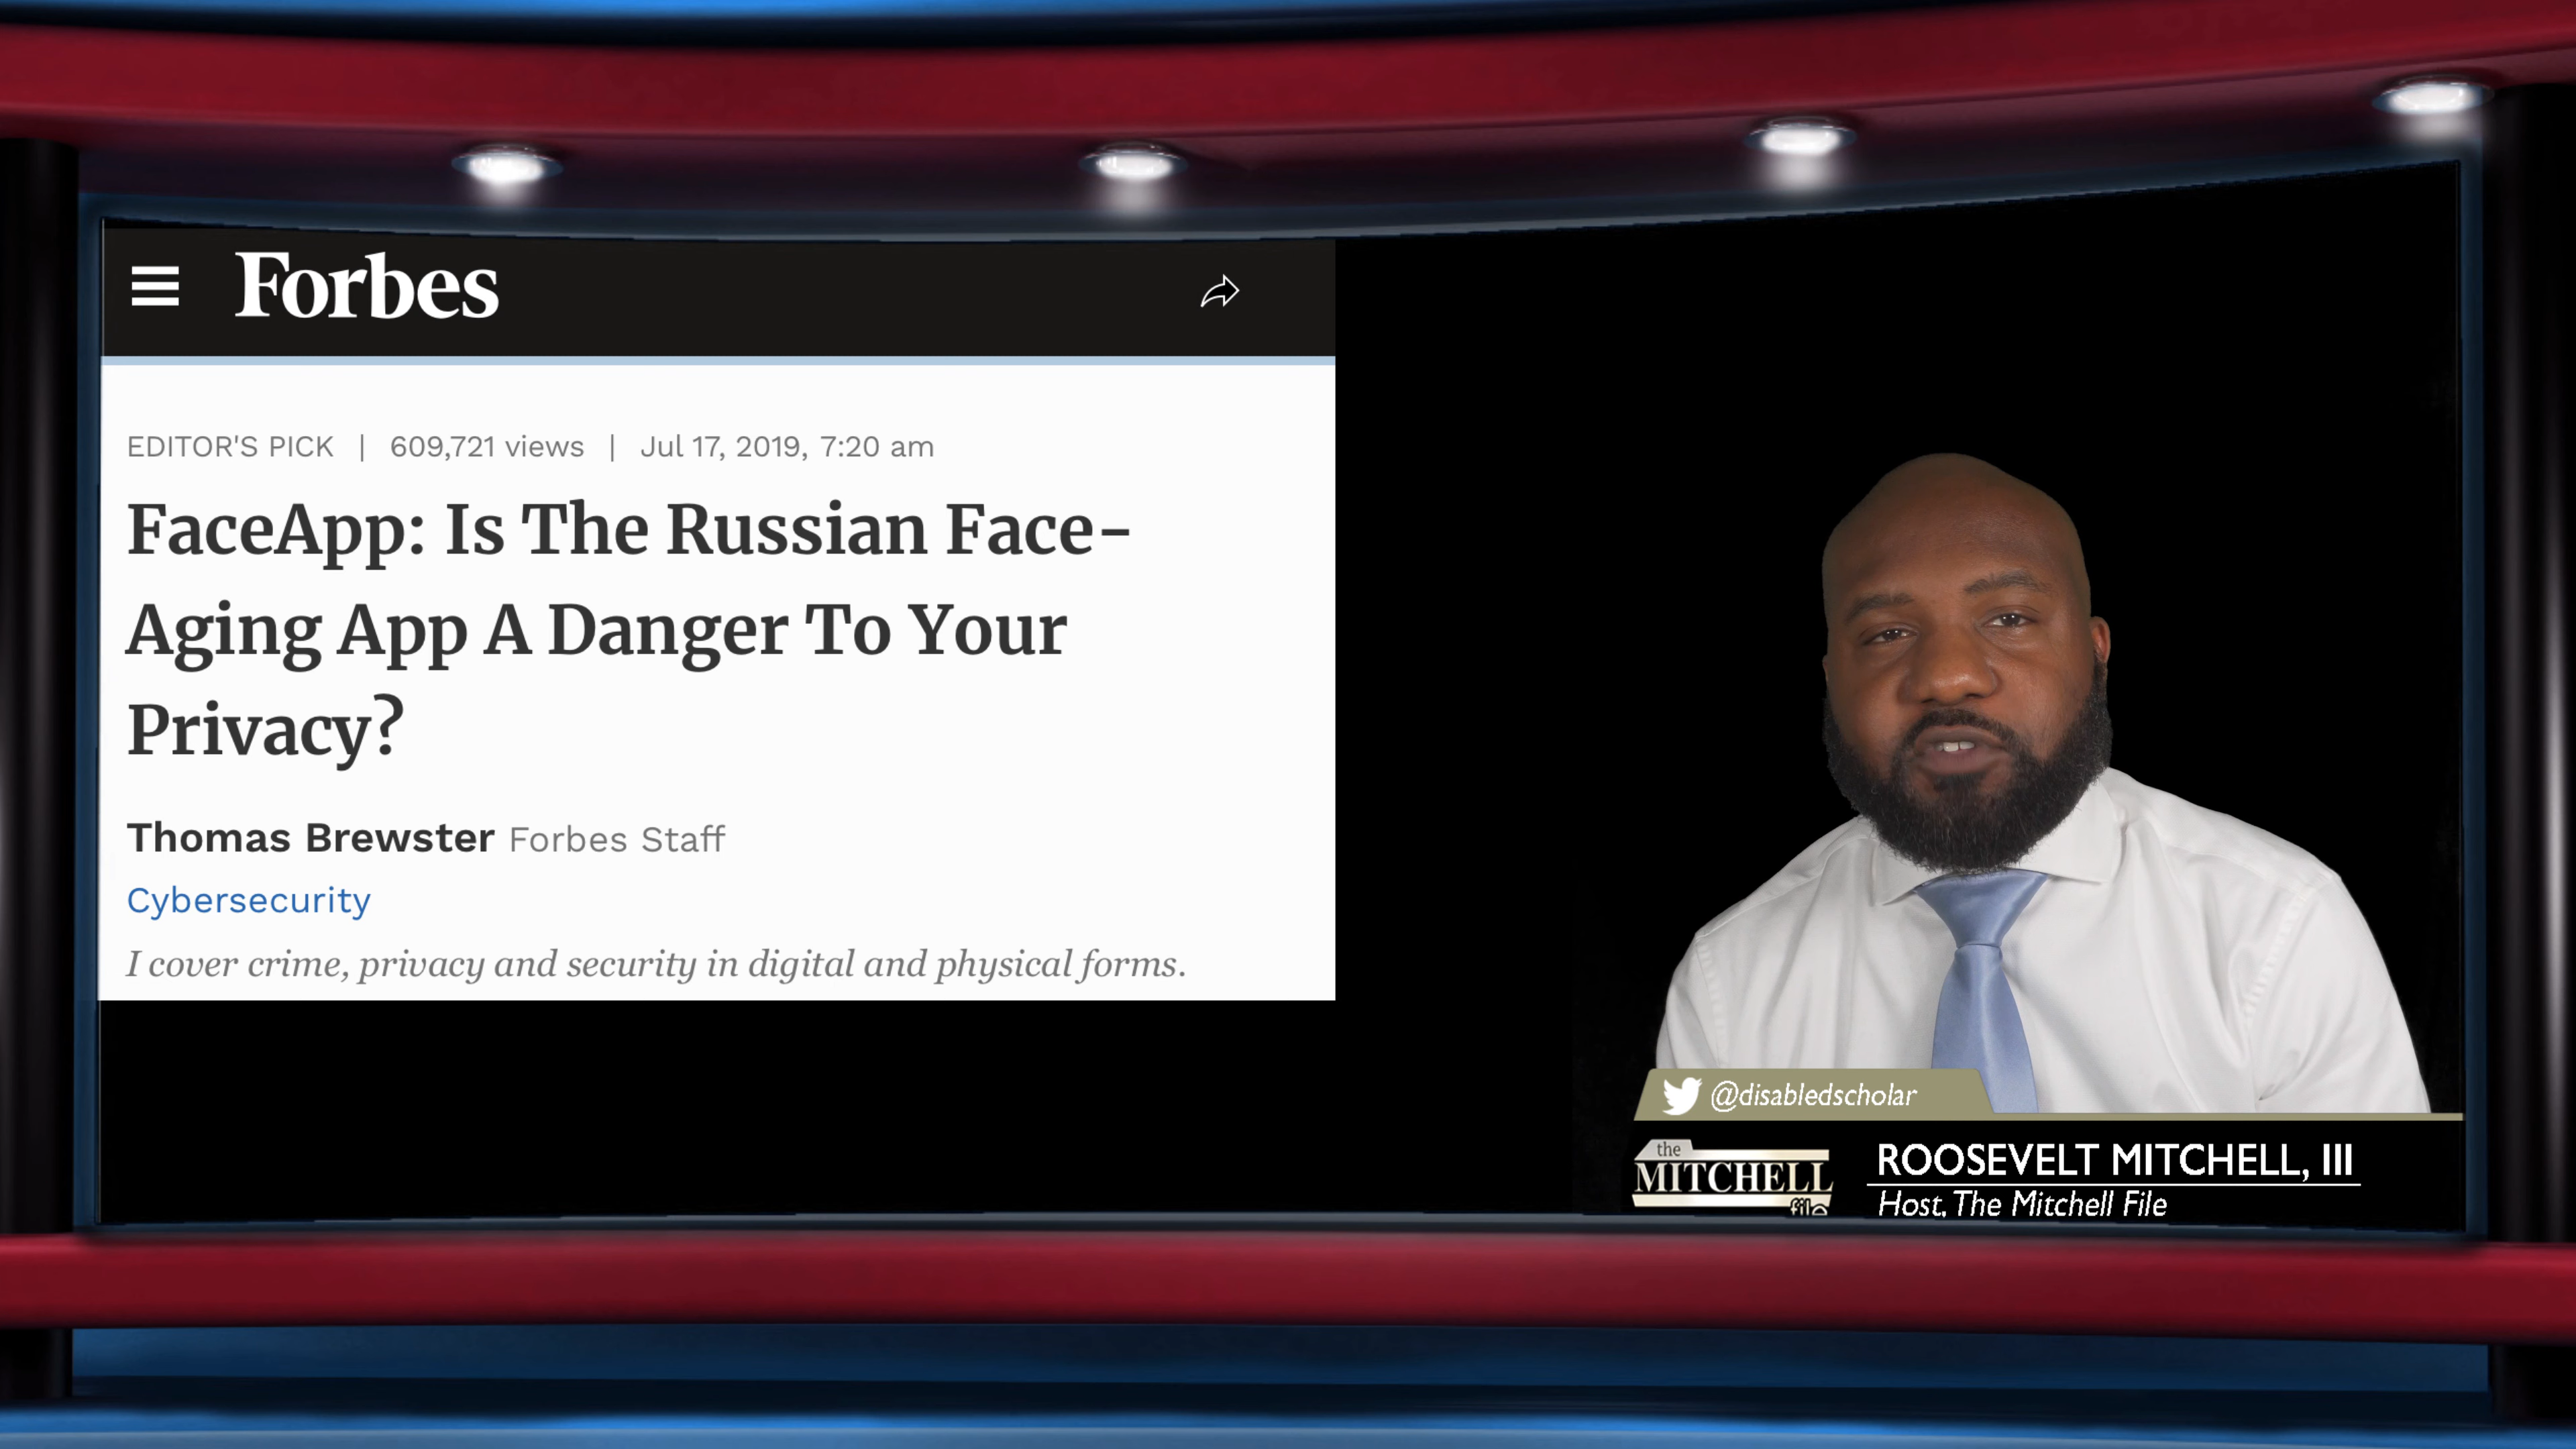 Forbes
EDITOR'S PICK | 609,721 views | Jul 17, 2019, 7:20 am
FaceApp: Is The Russian Face-
Aging App A Danger To Your
Privacy?
Thomas Brewster Forbes Staff
Cybersecurity
I cover crime, privacy and security in digital and physical forms.
@disabledscholar
the
MITCHELL
file
ROOSEVELT MITCHELL, III
Host, The Mitchell File